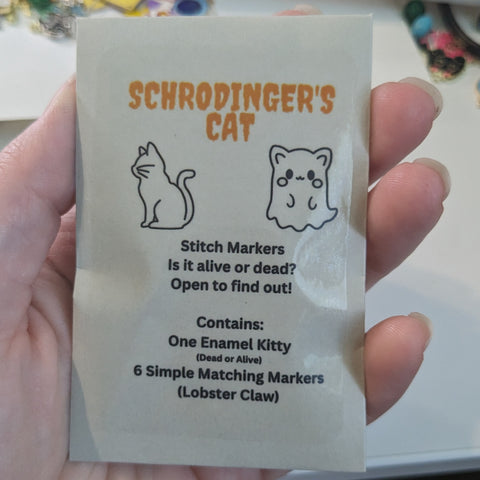 SCHRODINGER'S
CAT
Stitch Markers
Is it alive or dead?
Open to find out!
Contains:
One Enamel Kitty
(Dead or Alive)
6 Simple Matching Markers
(Lobster Claw)